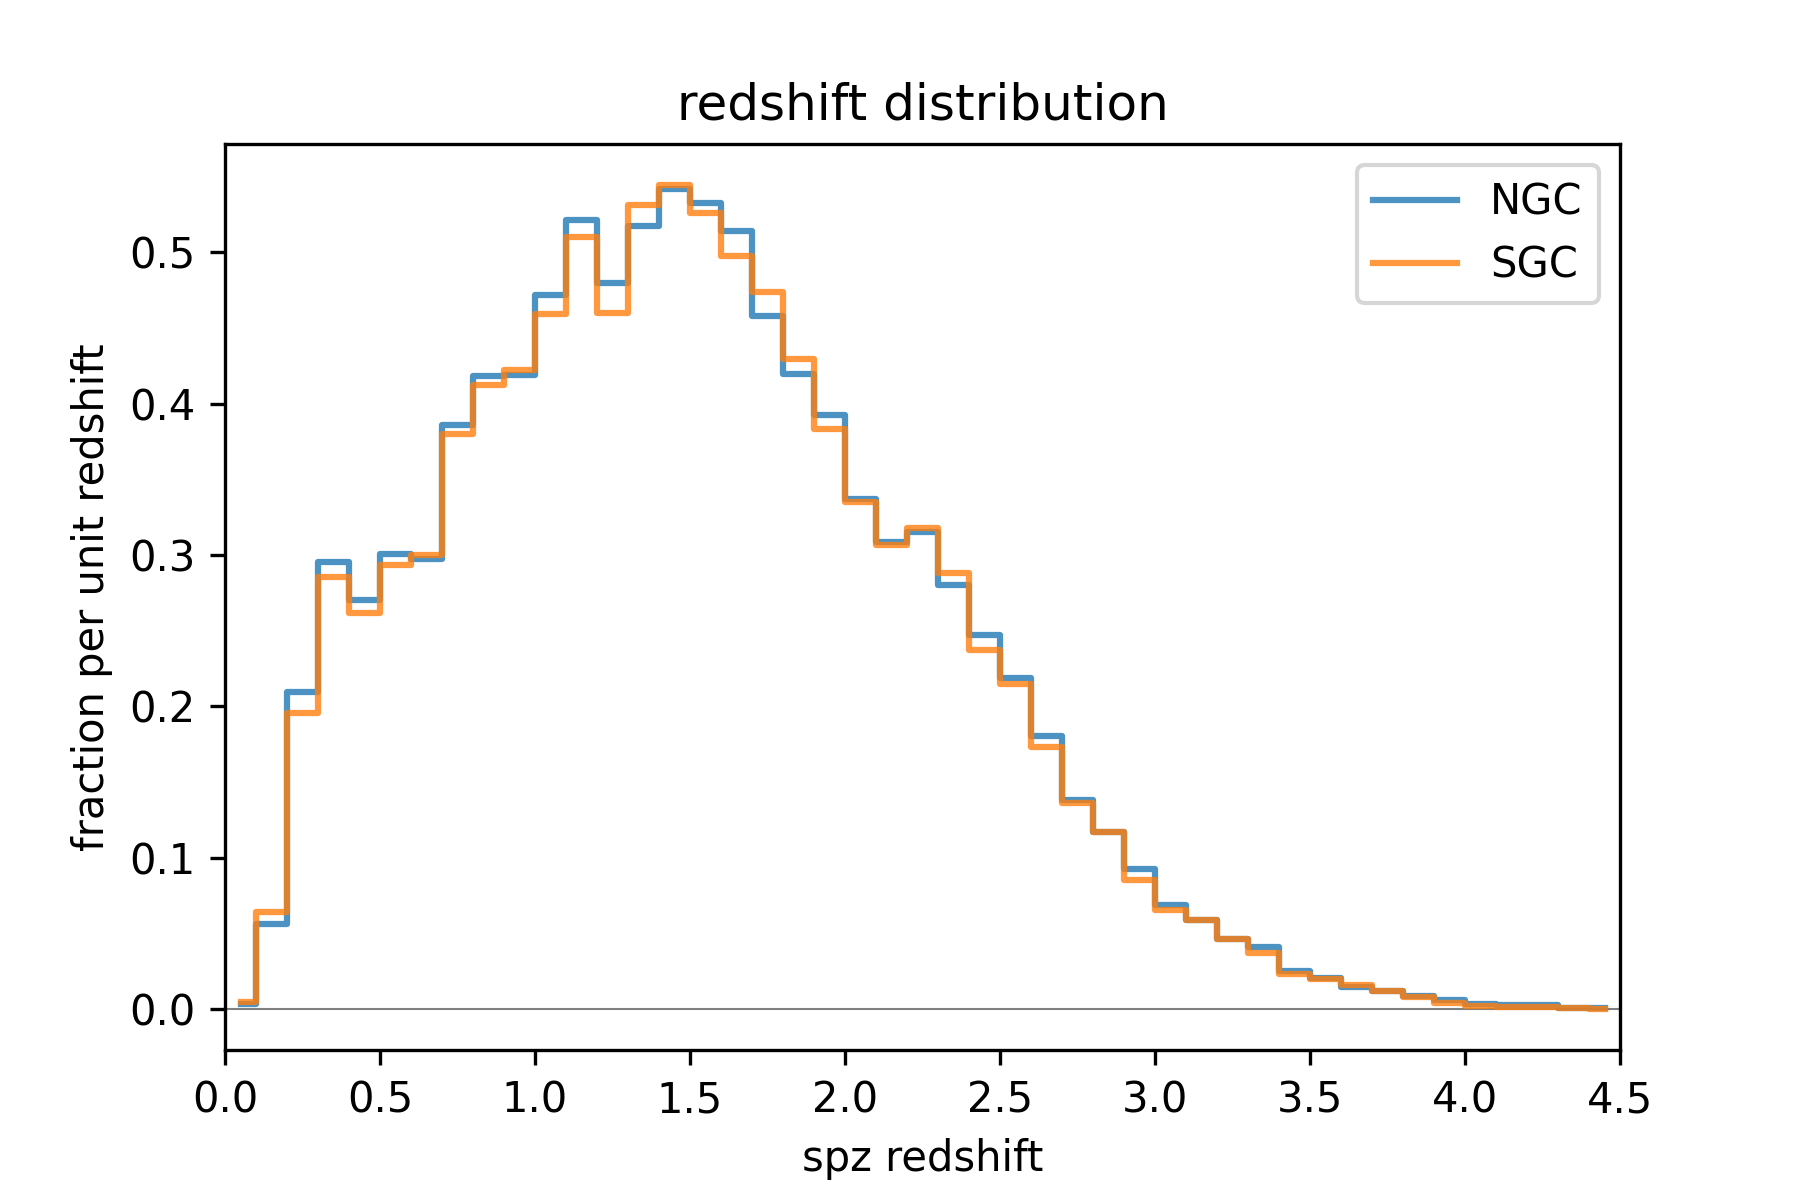 redshift distribution
NGC
SGC
fraction per unit redshift
0.5
0.4
0.3
0.2
0.1
0.0
0.0 0.5 1.0 1.5 2.0 2.5 3.0 3.5 4.0 4.5
spz redshift